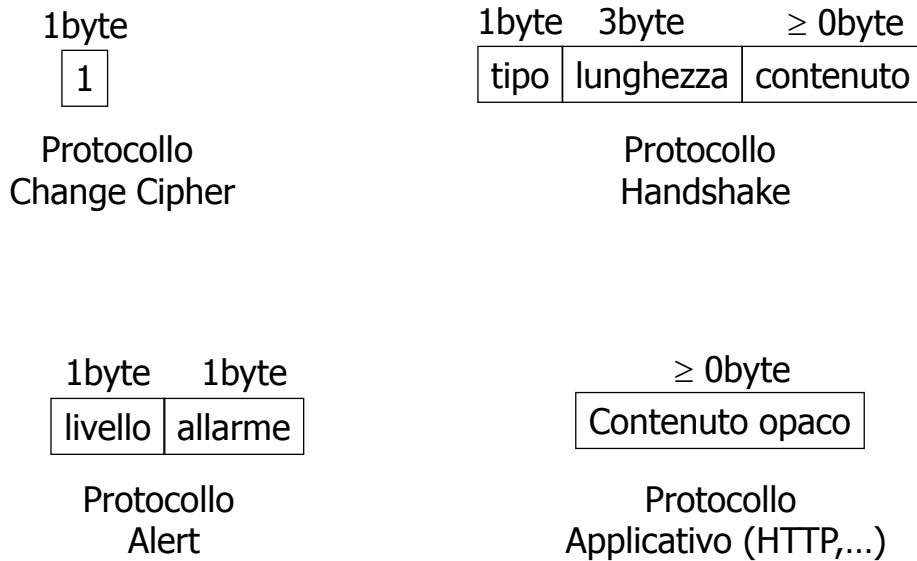 1byte
1
Protocollo
Change Cipher
1byte 3byte ≥ 0byte
tipo lunghezza contenuto
Protocollo
Handshake
1byte 1byte
livello allarme
Protocollo
Alert
≥ 0byte
Contenuto opaco
Protocollo
Applicativo (HTTP,…)